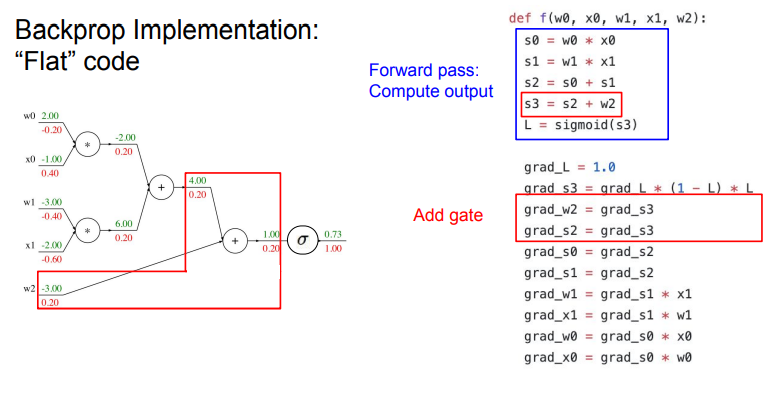 Backprop Implementation:
“Flat” code
Forward pass:
Compute output
def f(w0, x0, w1, x1, w2):
s0 = w0 * x0
s1 = w1 * x1
s2 = s0 + s1
s3 = s2 + w2
L = sigmoid(s3)
Add gate
grad_L = 1.0
grad_s3 = grad_L * (1 - L) * L
grad_w2 = grad_s3
grad_s2 = grad_s3
grad_s0 = grad_s2
grad_s1 = grad_s2
grad_w1 = grad_s1 * x1
grad_x1 = grad_s1 * w1
grad_w0 = grad_s0 * x0
grad_x0 = grad_s0 * w0
w0 2.00
-0.20
x0 -1.00
0.40
w1 -3.00
-0.40
x1 -2.00
-0.60
w2 -3.00
0.20
*
-2.00
0.20
*
6.00
0.20
+
4.00
0.20
+
1.00
0.20
σ
0.73
1.00